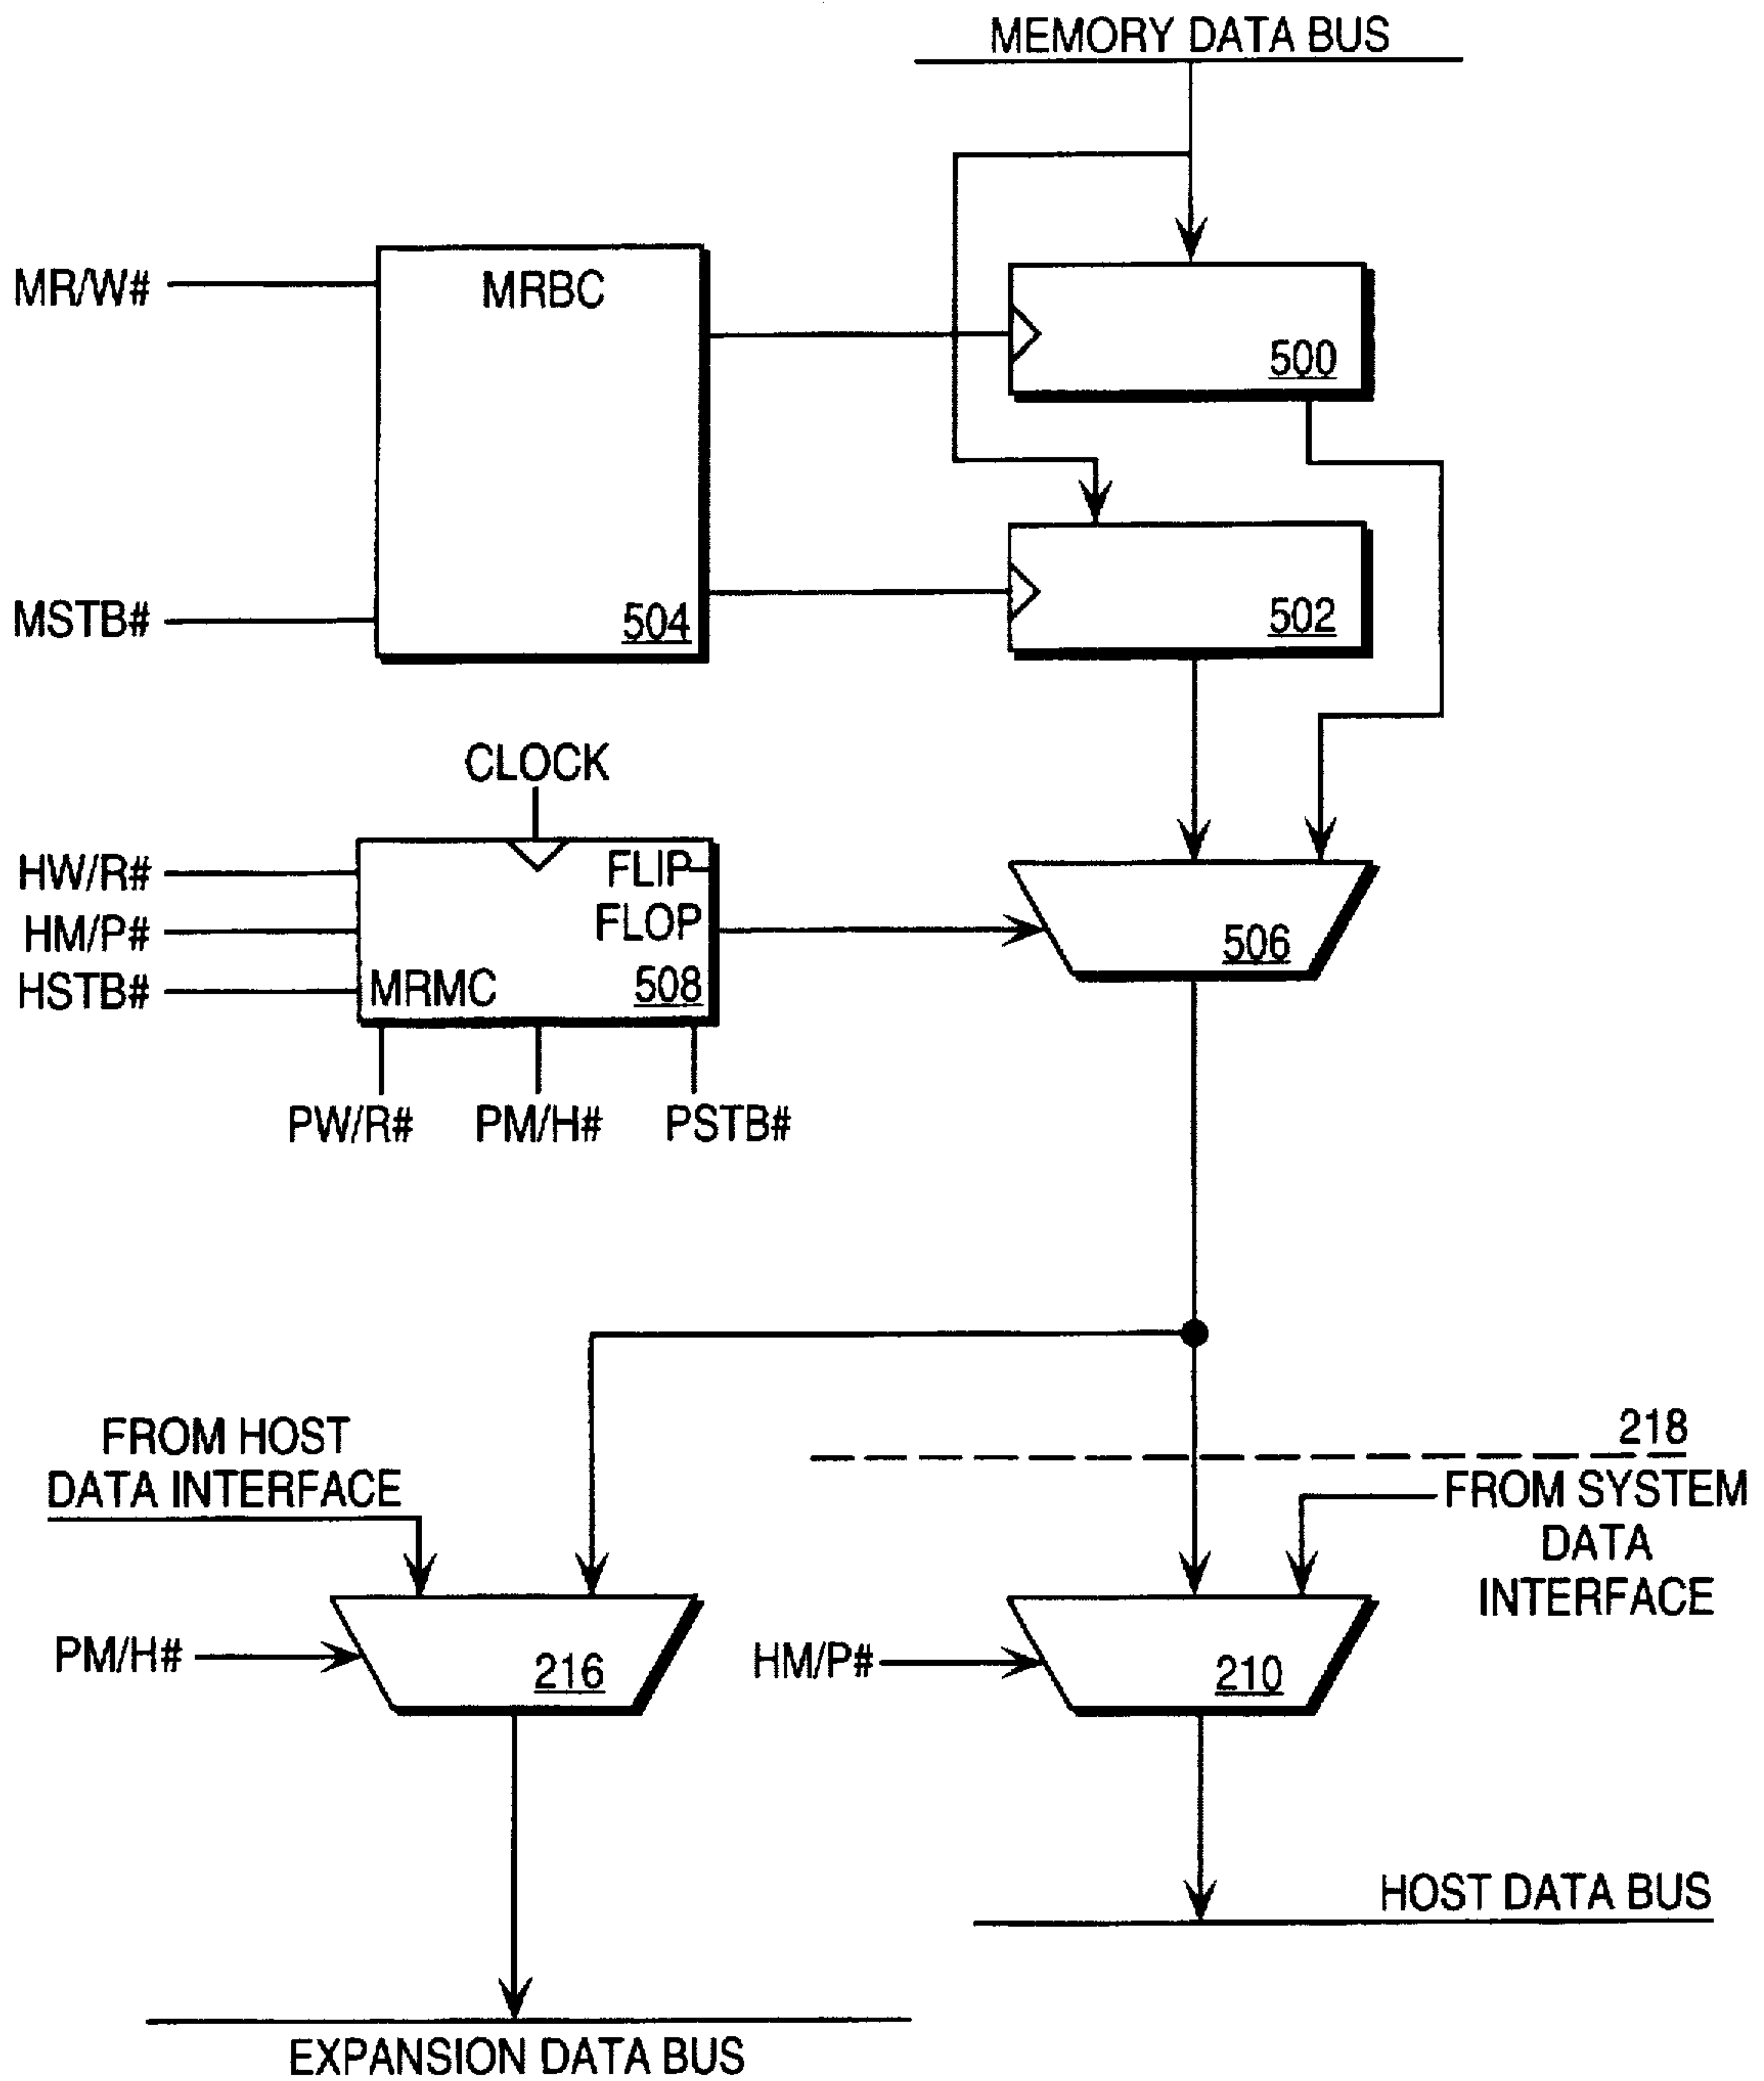 MEMORY DATA BUS
MR/W#
MRBC
500
MSTB#
504
502
CLOCK
HW/R#
FLIP
HM/P#
FLOP
506
HSTB#
MRMC
508
PW/R#
PM/H#
PSTB#
FROM HOST
DATA INTERFACE
218
FROM SYSTEM
DATA
INTERFACE
PM/H#
216
HM/P#
210
HOST DATA BUS
EXPANSION DATA BUS